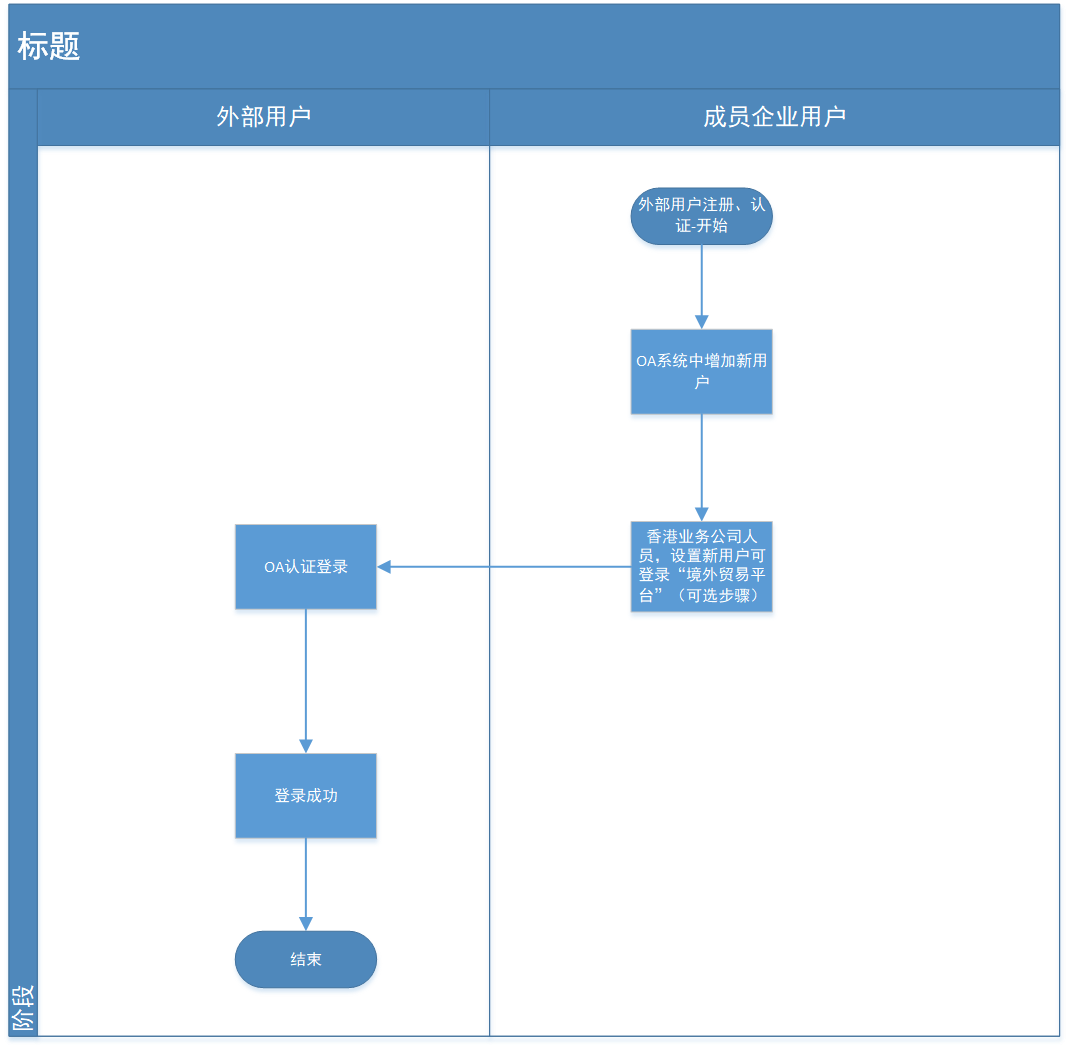 标题
外部用户
成员企业用户
外部用户注册、认
证-开始
OA系统中增加新用
户
香港业务公司人
员，设置新用户可
登录“境外贸易平
台”（可选步骤）
OA认证登录
登录成功
结束
阶段